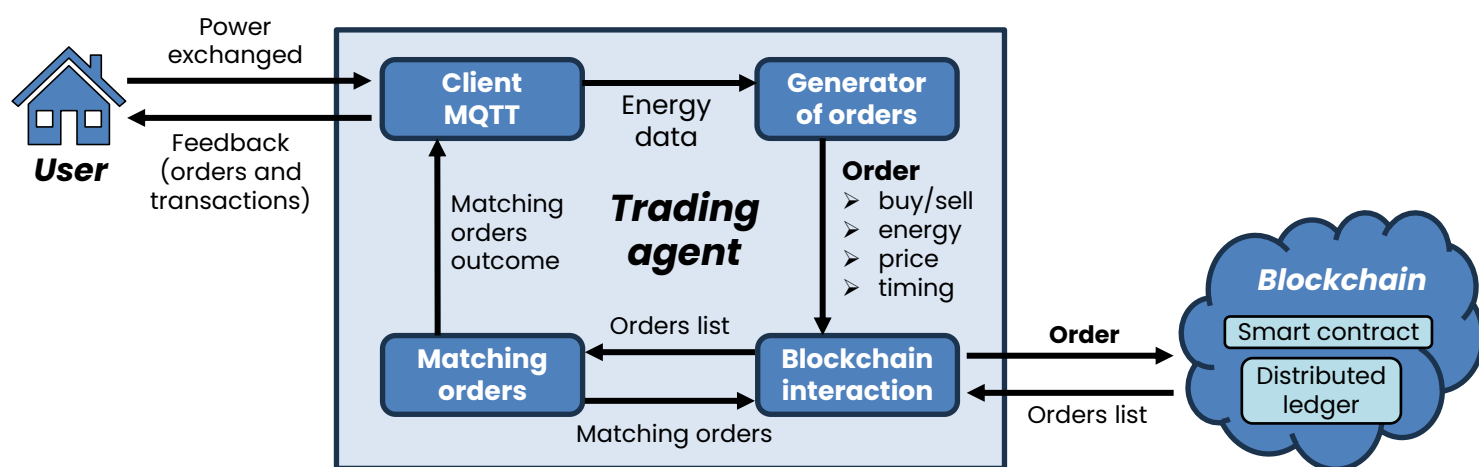 Power
exchanged
Feedback
(orders and
transactions)
User
Client
MQTT
Energy
data
Generator
of orders
Order
➢ buy/sell
➢ energy
➢ price
➢ timing
Trading
agent
Matching
orders
outcome
Matching
orders
Orders list
Matching orders
Blockchain
interaction
Order
Orders list
Blockchain
Smart contract
Distributed
ledger